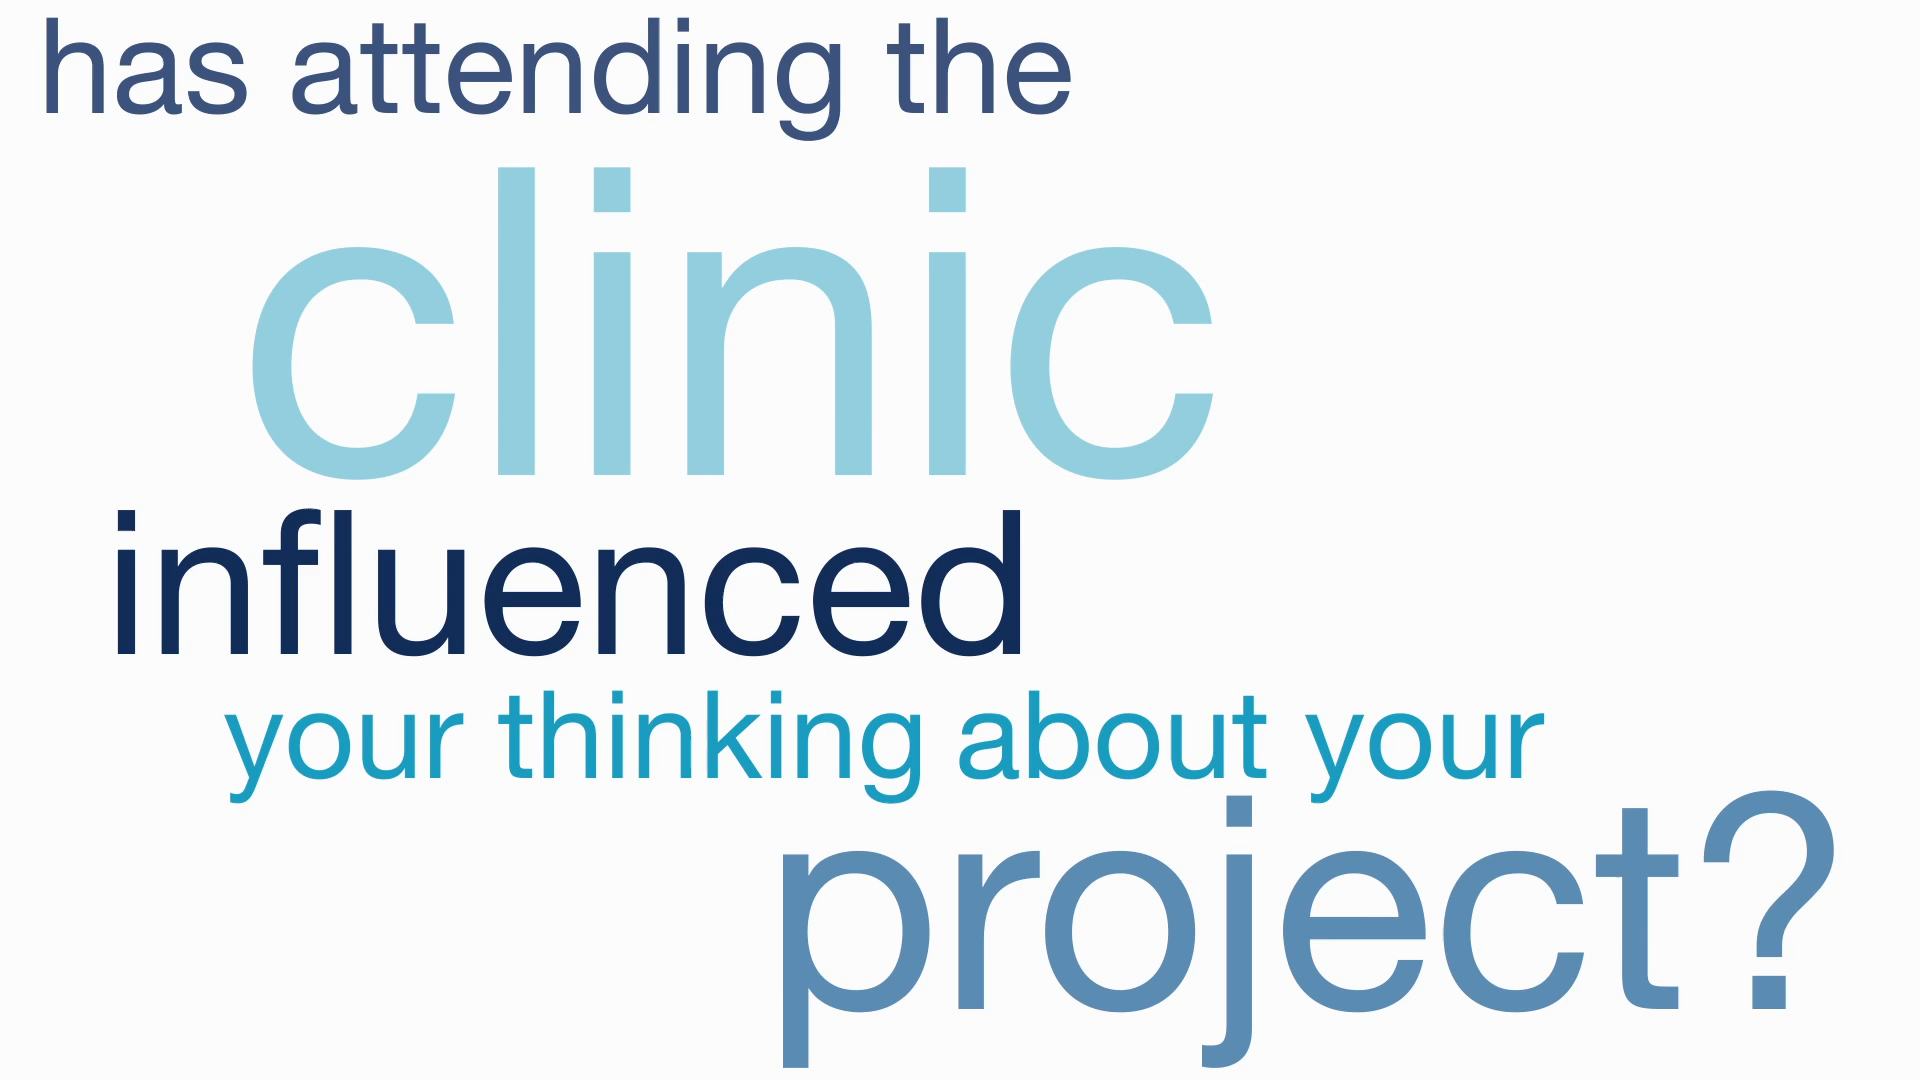 has attending the
clinic
influenced
your thinking about your
project?